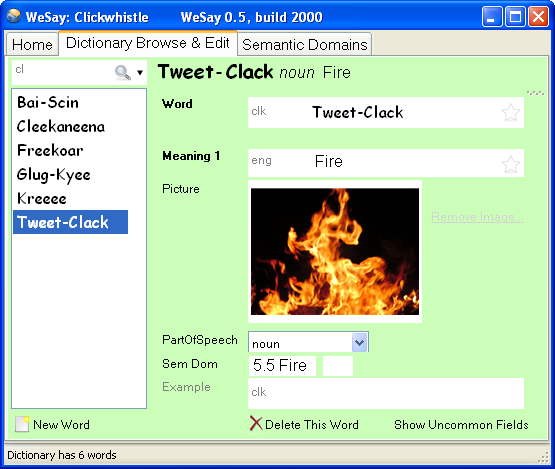 WeSay: Clickwhistle WeSay 0.5, build 2000
Home Dictionary Browse & Edit Semantic Domains
cl
Tweet-Clack noun Fire
Bai-Scin
Cleekaneena
Freekoar
Glug-Kyee
Kreeee
Tweet-Clack
Word clk Tweet-Clack
Meaning 1 eng Fire
Picture
Remove Image...
PartOfSpeech noun
Sem Dom 5.5 Fire
Example clk
New Word Delete This Word Show Uncommon Fields
Dictionary has 6 words